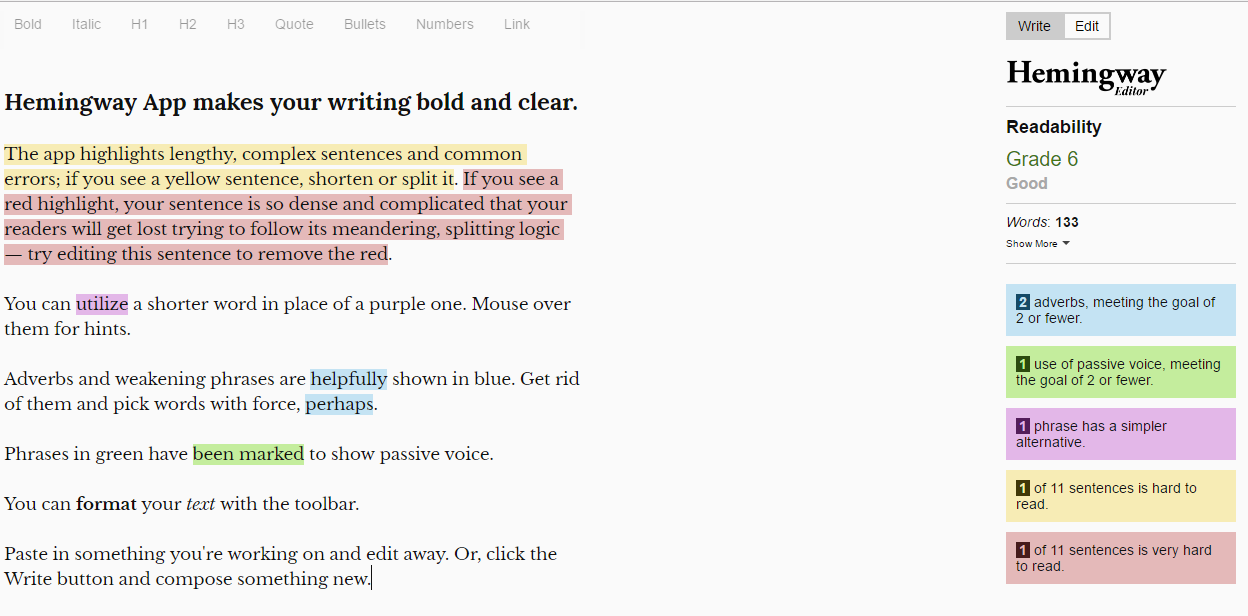 Bold Italic H1 H2 H3 Quote Bullets Numbers Link
Hemingway App makes your writing bold and clear.
The app highlights lengthy, complex sentences and common
errors; if you see a yellow sentence, shorten or split it. If you see a
red highlight, your sentence is so dense and complicated that your
readers will get lost trying to follow its meandering, splitting logic
— try editing this sentence to remove the red.
You can utilize a shorter word in place of a purple one. Mouse over
them for hints.
Adverbs and weakening phrases are helpfully shown in blue. Get rid
of them and pick words with force, perhaps.
Phrases in green have been marked to show passive voice.
You can format your text with the toolbar.
Paste in something you're working on and edit away. Or, click the
Write button and compose something new.
Write Edit
Hemingway
Editor
Readability
Grade 6
Good
Words: 133
Show More
2 adverbs, meeting the goal of
2 or fewer.
1 use of passive voice, meeting
the goal of 2 or fewer.
1 phrase has a simpler
alternative.
1 of 11 sentences is hard to
read.
1 of 11 sentences is very hard
to read.